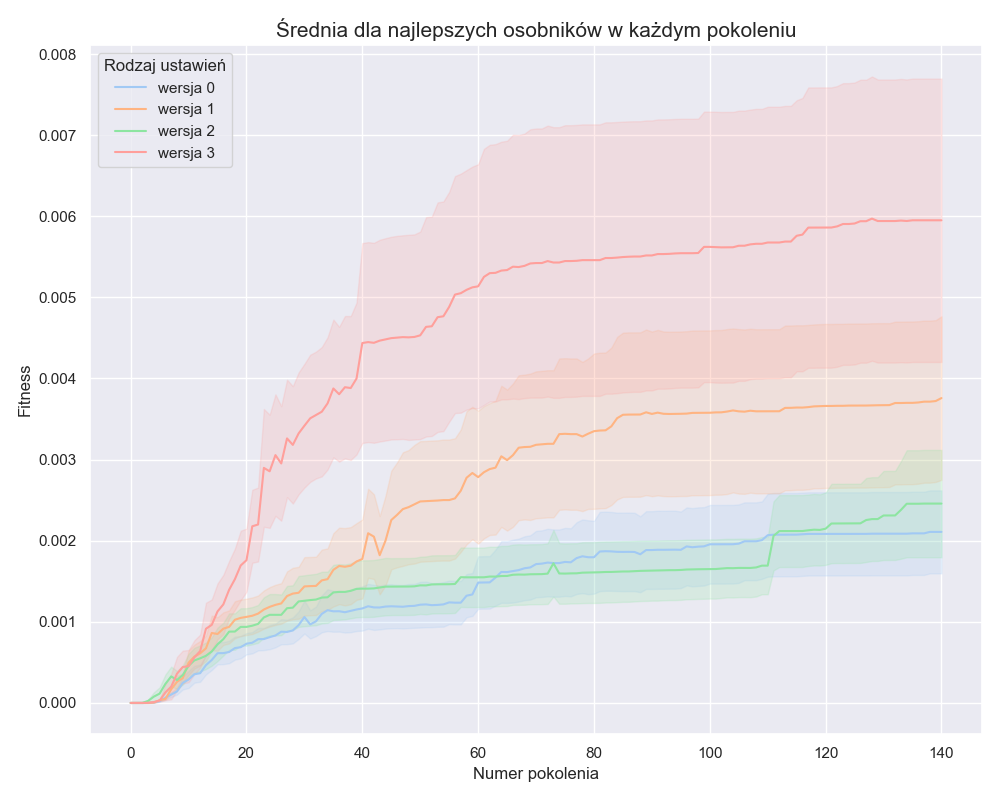 Średnia dla najlepszych osobników w każdym pokoleniu
Rodzaj ustawień
wersja 0
wersja 1
wersja 2
wersja 3
0.008
0.007
0.006
0.005
0.004
0.003
0.002
0.001
0.000
Fitness
0 20 40 60 80 100 120 140
Numer pokolenia